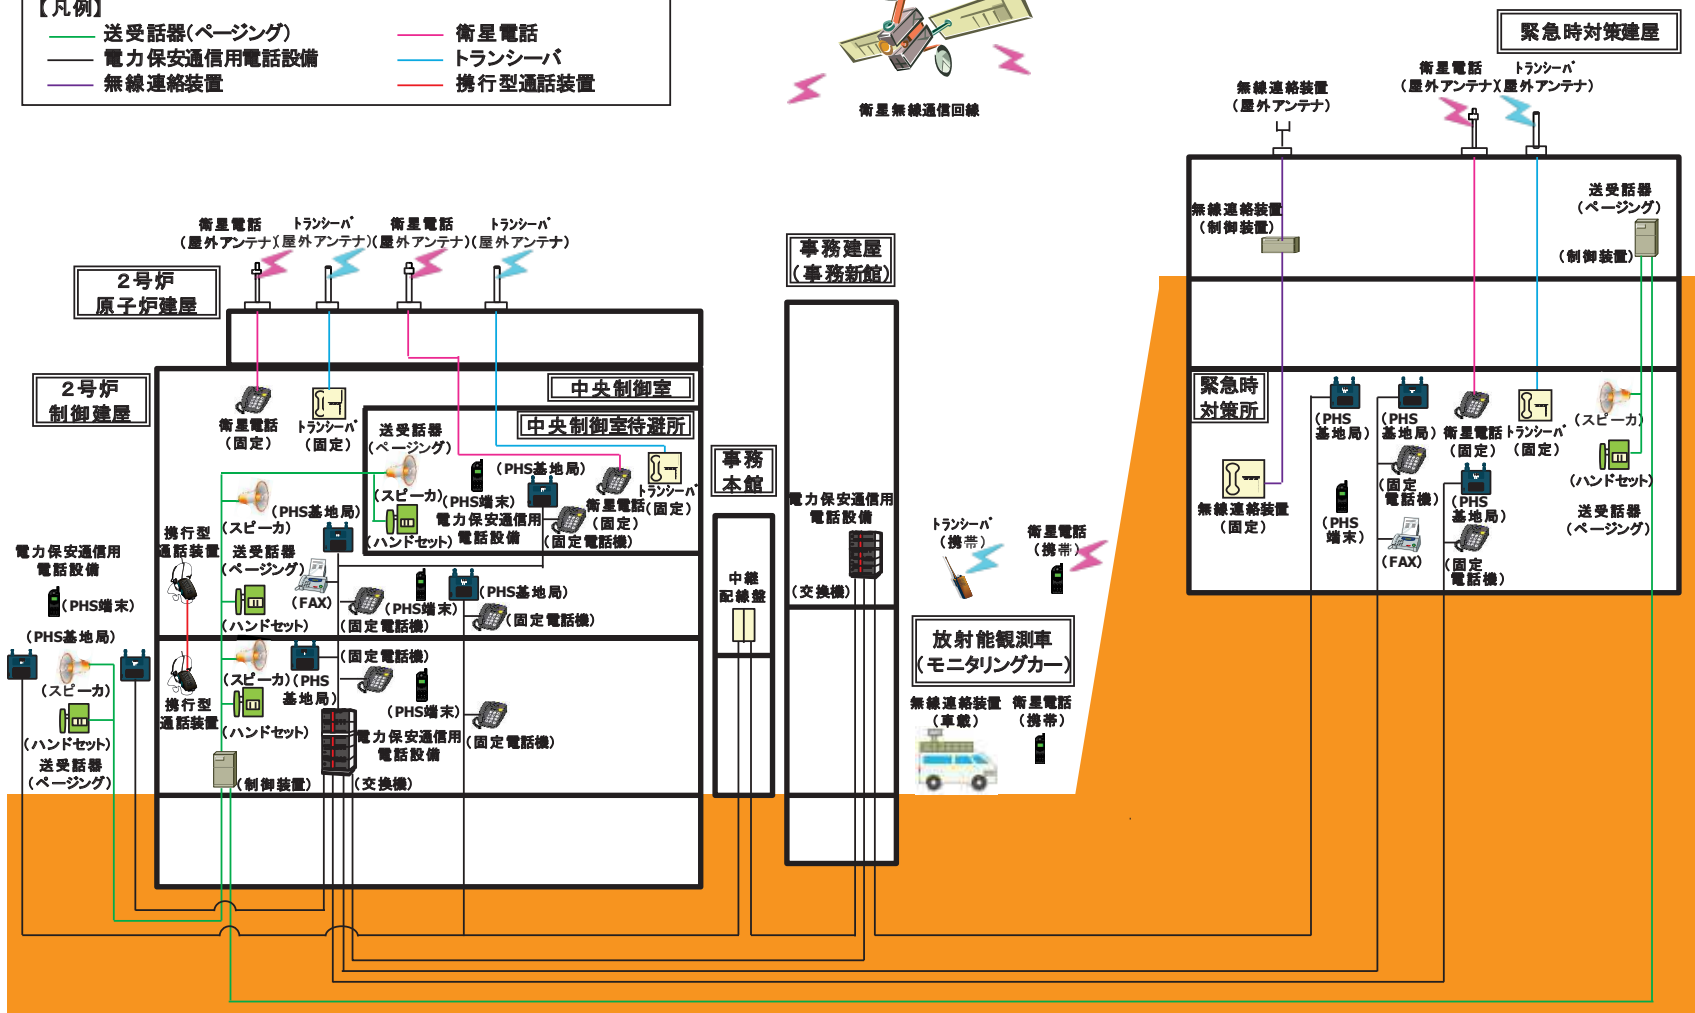 【凡例】
送受話器(ページング)
電力保安通信用電話設備
無線連絡装置
衛星電話
トランシーバ
携行型通話装置
衛星無線通信回線
緊急時対策建屋
無線連絡装置
(屋外アンテナ)
衛星電話
(屋外アンテナ)
トランシーバ
(屋外アンテナ)
無線連絡装置
(制御装置)
送受話器
(ページング)
(制御装置)
緊急時
対策所
(PHS
基地局)
(PHS
基地局)
衛星電話
(固定)
トランシーバ
(固定)
(スピーカ)
(ハンドセット)
送受話器
(ページング)
無線連絡装置
(固定)
(PHS
端末)
(固定
電話機)
(FAX)
(PHS
基地局)
(固定
電話機)
衛星電話
(屋外アンテナ)
トランシーバ
(屋外アンテナ)
衛星電話
(屋外アンテナ)
トランシーバ
(屋外アンテナ)
2号炉
原子炉建屋
2号炉
制御建屋
中央制御室
中央制御室待避所
衛星電話
(固定)
トランシーバ
(固定)
送受話器
(ページング)
(スピーカ)
(ハンドセット)
(PHS基地局)
(PHS端末)
電力保安通信用
電話設備
衛星電話
(固定)
トランシーバ
(固定)
(固定電話機)
(スピーカ)
(PHS基地局)
携行型
通話装置
送受話器
(ページング)
(FAX)
(ハンドセット)
(PHS端末)
(固定電話機)
(PHS基地局)
(固定電話機)
電力保安通信用
電話設備
(PHS端末)
(PHS基地局)
(スピーカ)
(ハンドセット)
送受話器
(ページング)
携行型
通話装置
(スピーカ)
(PHS
基地局)
(固定電話機)
(ハンドセット)
(PHS端末)
電力保安通信用
電話設備
(固定電話機)
(制御装置)
(交換機)
事務
本館
中継
配線盤
事務建屋
(事務新館)
電力保安通信用
電話設備
(交換機)
トランシーバ
(携帯)
衛星電話
(携帯)
放射能観測車
(モニタリングカー)
無線連絡装置
(車載)
衛星電話
(携帯)